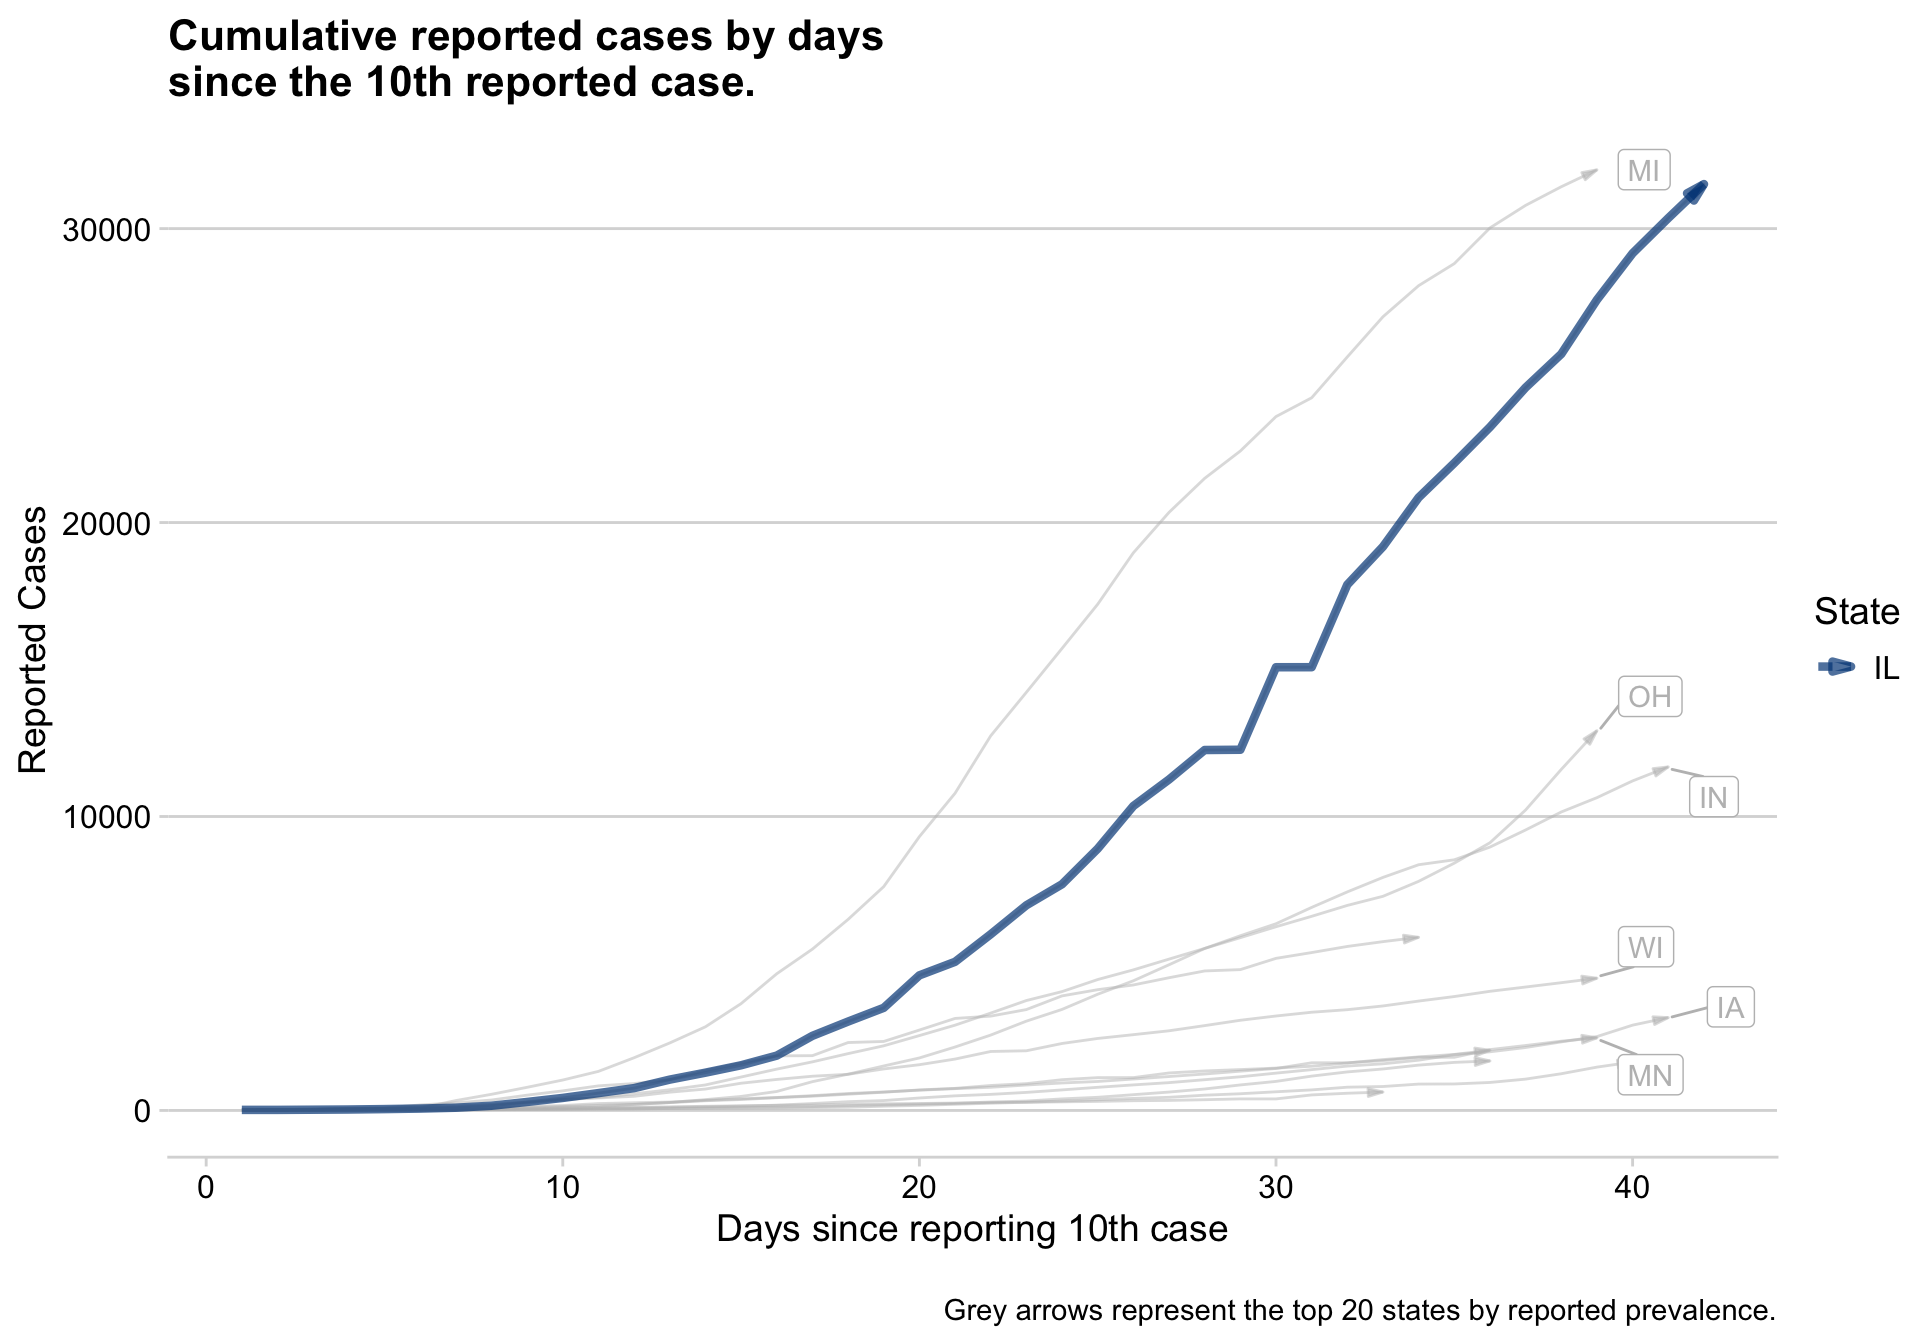 Cumulative reported cases by days
since the 10th reported case.
MI
30000
20000
10000
0
Reported Cases
OH
IN
WI
IA
MN
State
IL
0 10 20 30 40
Days since reporting 10th case
Grey arrows represent the top 20 states by reported prevalence.